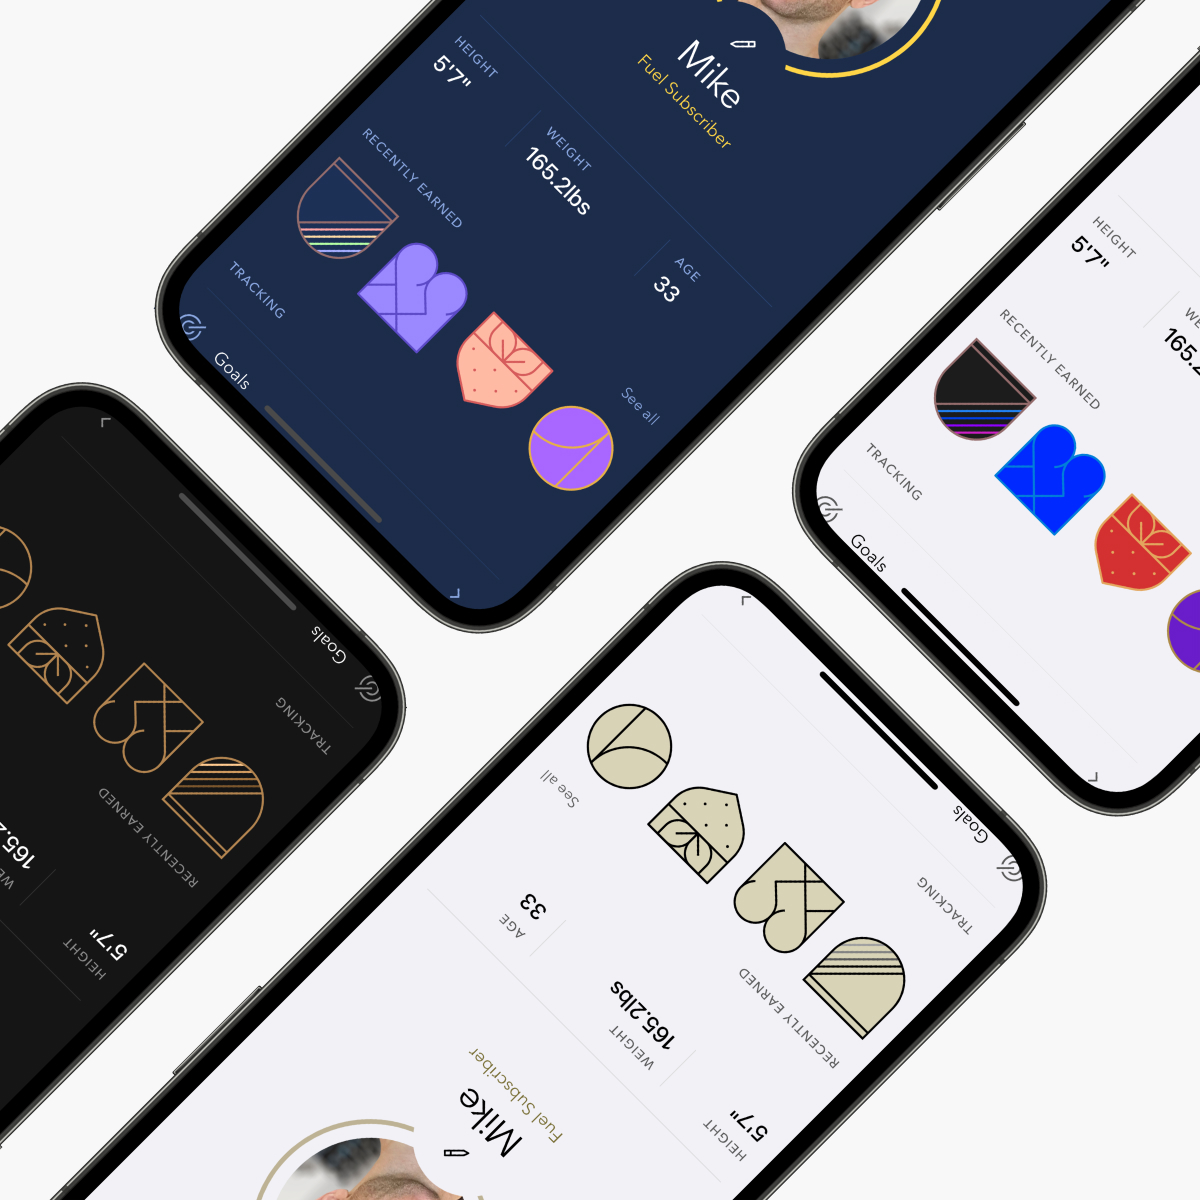 Mike
Fuel Subscriber
HEIGHT
5'7"
WEIGHT
165.2lbs
AGE
33
RECENTLY EARNED
See all
TRACKING
Goals
HEIGHT
5'7"
165.2
RECENTLY EARNED
TRACKING
Goals
HEIGHT
5'7"
165.2
RECENTLY EARNED
TRACKING
Goals
Mike
Fuel Subscriber
HEIGHT
5'7"
WEIGHT
165.2lbs
AGE
33
RECENTLY EARNED
See all
TRACKING
Goals